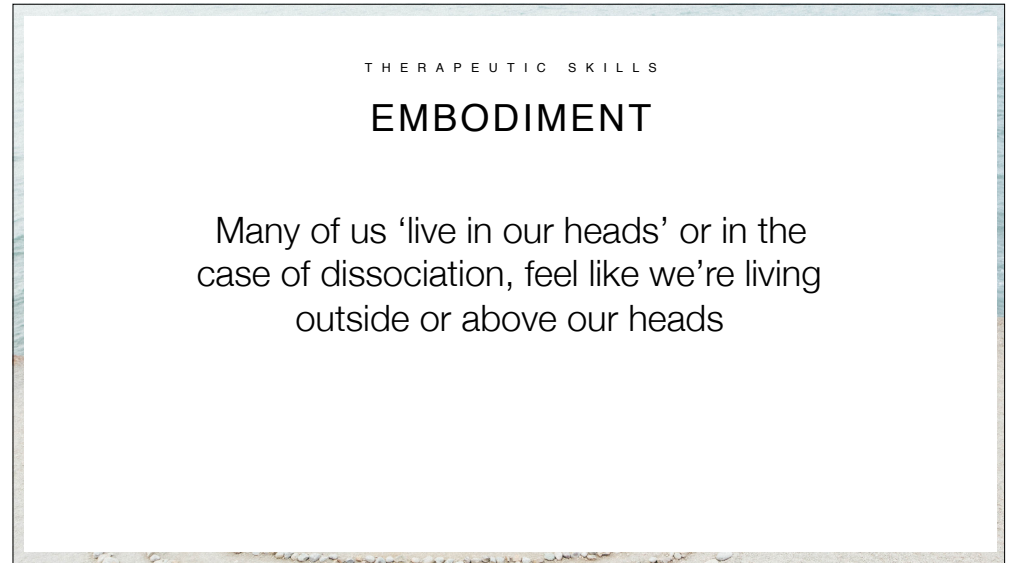 THERAPEUTIC SKILLS
EMBODIMENT
Many of us ‘live in our heads’ or in the
case of dissociation, feel like we’re living
outside or above our heads